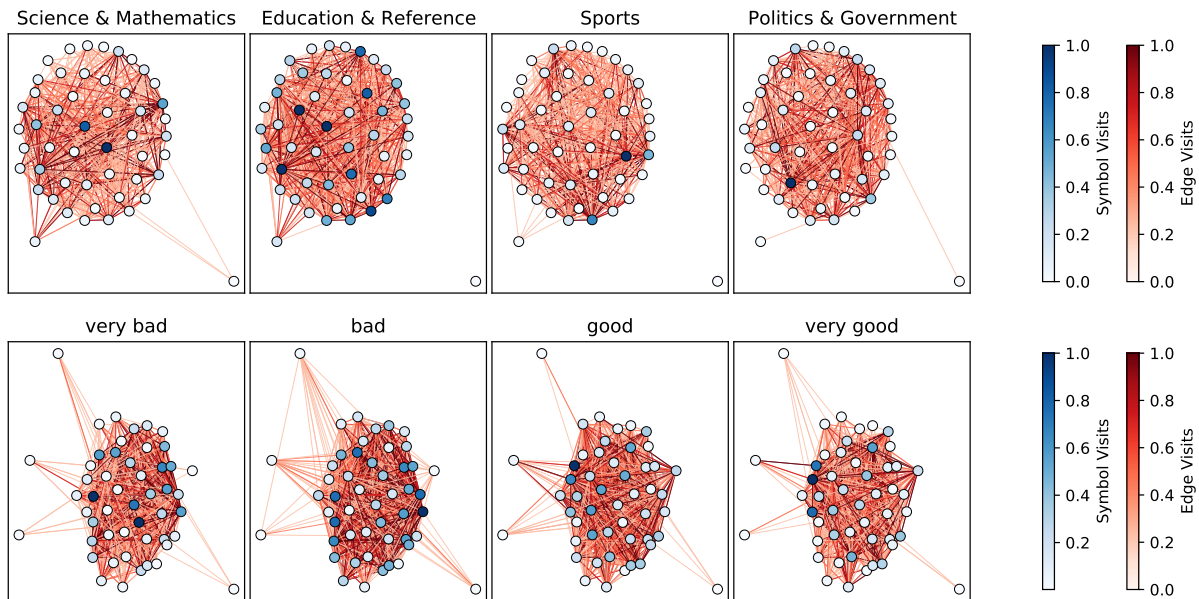 Science & Mathematics
Education & Reference
Sports
Politics & Government
1.0
0.8
0.6
0.4
0.2
0.0
Symbol Visits
1.0
0.8
0.6
0.4
0.2
0.0
Edge Visits
very bad
bad
good
very good
1.0
0.8
0.6
0.4
0.2
Symbol Visits
1.0
0.8
0.6
0.4
0.2
0.0
Edge Visits